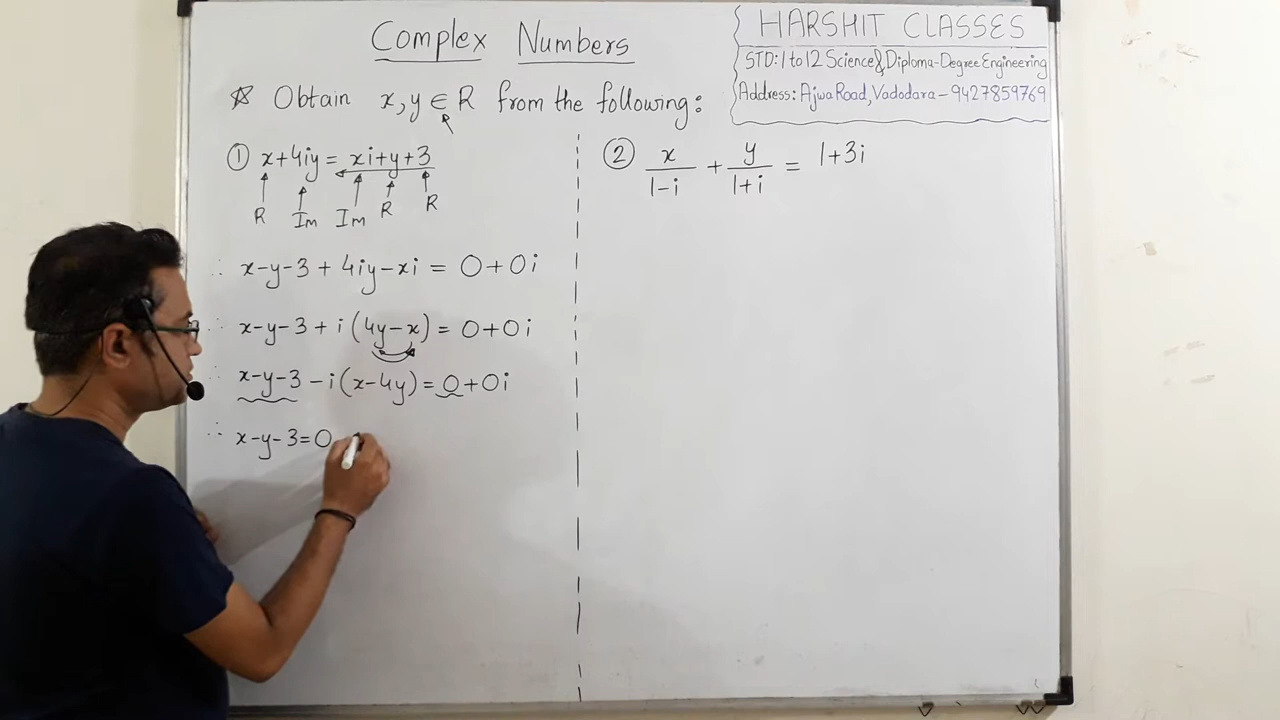 Complex Numbers
HARSHIT CLASSES
STD: 1 to 12 Science & Diploma-Degree Engineering
Address: Ajwa Road, Vadodara - 9427859769
☆ Obtain x, y ∈ R from the following:
① x+4iy = xi+y+3
R Im Im R R
∴ x-y-3 + 4iy-xi = 0+0i
∴ x-y-3 + i(4y-x) = 0+0i
∴ x-y-3 - i(x-4y) = 0+0i
∴ x-y-3=0
② x/(1-i) + y/(1+i) = 1+3i